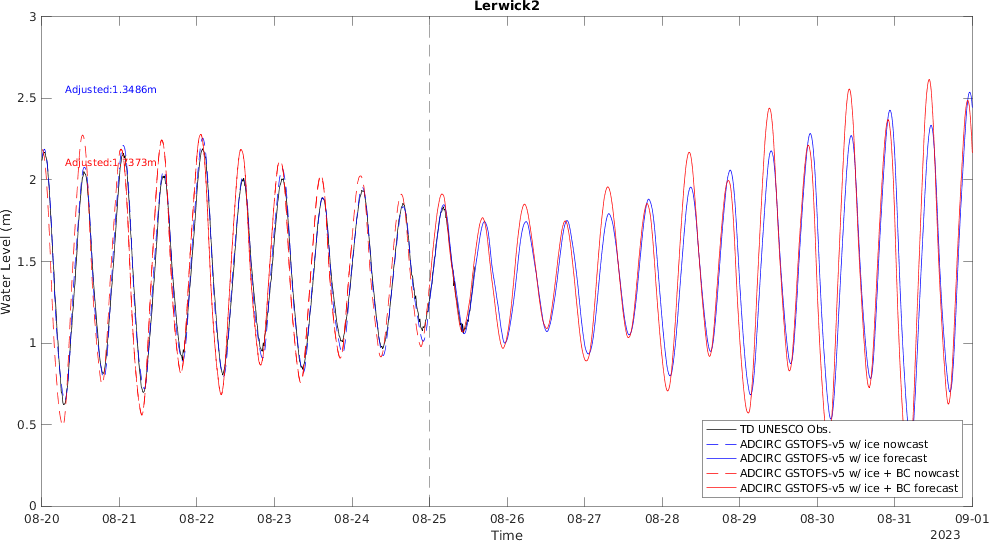 Lerwick2
3
2.5
2
1.5
1
0.5
0
Water Level (m)
Adjusted:1.3486m
Adjusted:1.7373m
TD UNESCO Obs.
ADCIRC GSTOFS-v5 w/ ice nowcast
ADCIRC GSTOFS-v5 w/ ice forecast
ADCIRC GSTOFS-v5 w/ ice + BC nowcast
ADCIRC GSTOFS-v5 w/ ice + BC forecast
08-20 08-21 08-22 08-23 08-24 08-25 08-26 08-27 08-28 08-29 08-30 08-31 09-01
Time
2023